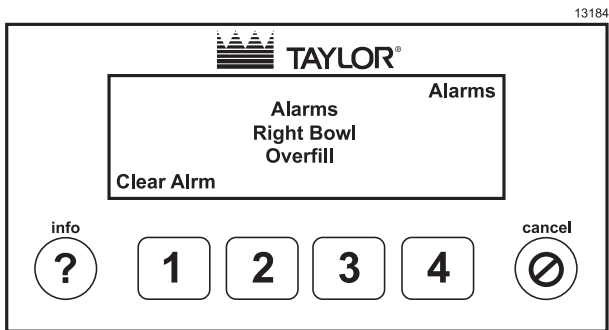 13184
TAYLOR®
Alarms
Alarms
Right Bowl
Overfill
Clear Alrm
info
cancel
?
1
2
3
4